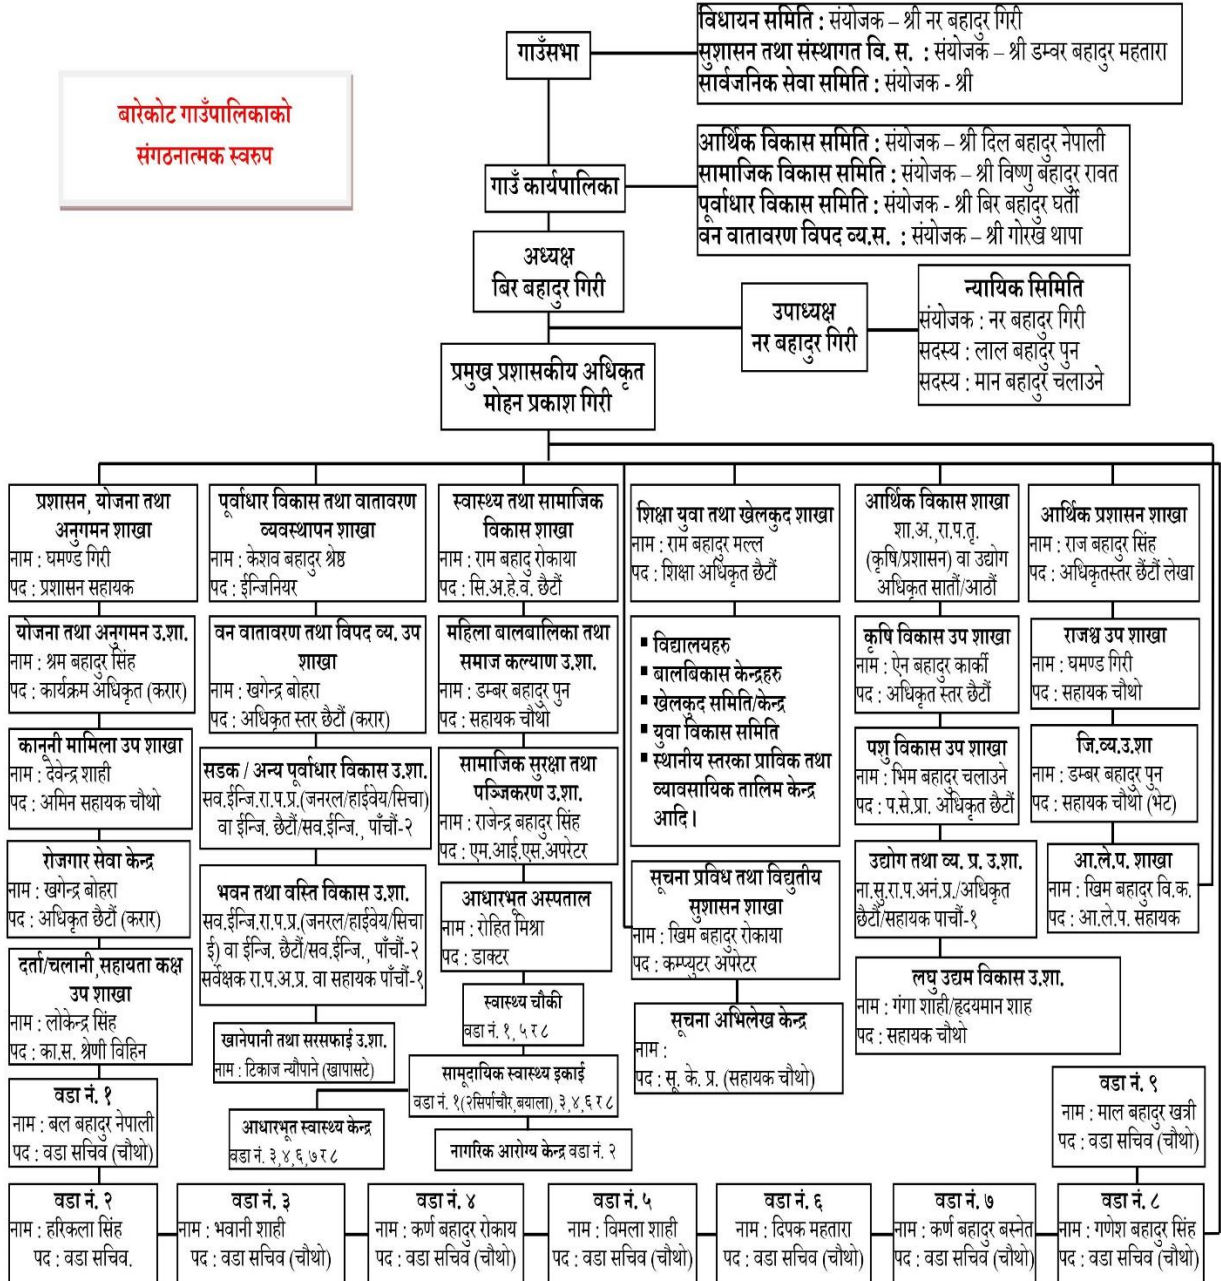 बारेकोट गाउँपालिकाको
संगठनात्मक स्वरुप
गाउँसभा
विधायन समिति : संयोजक – श्री नर बहादुर गिरी
सुशासन तथा संस्थागत वि. स. : संयोजक – श्री डम्वर बहादुर महतारा
सार्वजनिक सेवा समिति : संयोजक - श्री
गाउँ कार्यपालिका
आर्थिक विकास समिति : संयोजक – श्री दिल बहादुर नेपाली
सामाजिक विकास समिति : संयोजक – श्री विष्णु बहादुर रावत
पूर्वाधार विकास समिति : संयोजक - श्री बिर बहादुर घर्ती
वन वातावरण विपद व्य.स. : संयोजक – श्री गोरख थापा
अध्यक्ष
बिर बहादुर गिरी
उपाध्यक्ष
नर बहादुर गिरी
न्यायिक सिमिति
संयोजक : नर बहादुर गिरी
सदस्य : लाल बहादुर पुन
सदस्य : मान बहादुर चलाउने
प्रमुख प्रशासकीय अधिकृत
मोहन प्रकाश गिरी
प्रशासन, योजना तथा
अनुगमन शाखा
नाम : घमण्ड गिरी
पद : प्रशासन सहायक
योजना तथा अनुगमन उ.शा.
नाम : श्रम बहादुर सिंह
पद : कार्यक्रम अधिकृत (करार)
कानूनी मामिला उप शाखा
नाम : देवेन्द्र शाही
पद : अमिन सहायक चौथो
रोजगार सेवा केन्द्र
नाम : खगेन्द्र बोहरा
पद : अधिकृत छैटौं (करार)
दर्ता/चलानी,सहायता कक्ष
उप शाखा
नाम : लोकेन्द्र सिंह
पद : का.स. श्रेणी विहिन
पूर्वाधार विकास तथा वातावरण
व्यवस्थापन शाखा
नाम : केशव बहादुर श्रेष्ठ
पद : ईन्जिनियर
वन वातावरण तथा विपद व्य. उप
शाखा
नाम : खगेन्द्र बोहरा
पद : अधिकृत स्तर छैटौं (करार)
सडक / अन्य पूर्वाधार विकास उ.शा.
सव.ईन्जि.रा.प.प्र.(जनरल/हाईवेय/सिचा)
वा ईन्जि. छैटौं/सव.ईन्जि., पाँचौं-२
भवन तथा वस्ति विकास उ.शा.
सव.ईन्जि.रा.प.प्र.(जनरल/हाईवेय/सिचा
ई) वा ईन्जि. छैटौं/सव.ईन्जि., पाँचौं-२
सर्वेक्षक रा.प.अ.प्र. वा सहायक पाँचौं-१
खानेपानी तथा सरसफाई उ.शा.
नाम : टिकाज न्यौपाने (खापासटे)
स्वास्थ्य तथा सामाजिक
विकास शाखा
नाम : राम बहादु रोकाया
पद : सि.अ.हे.व. छैटौं
महिला बालबालिका तथा
समाज कल्याण उ.शा.
नाम : डम्बर बहादुर पुन
पद : सहायक चौथो
सामाजिक सुरक्षा तथा
पञ्जिकरण उ.शा.
नाम : राजेन्द्र बहादुर सिंह
पद : एम.आई.एस.अपरेटर
आधारभूत अस्पताल
नाम : रोहित मिश्रा
पद : डाक्टर
स्वास्थ्य चौकी
वडा नं. १, ५ र ८
सामूदायिक स्वास्थ्य इकाई
वडा नं. १(२सिर्पाचौर,बयाला),३,४,६ र ८
आधारभूत स्वास्थ्य केन्द्र
वडा नं. ३,४,६,७ र ८
नागरिक आरोग्य केन्द्र वडा नं. २
शिक्षा युवा तथा खेलकुद शाखा
नाम : राम बहादुर मल्ल
पद : शिक्षा अधिकृत छैटौं
▪ विद्यालयहरु
▪ बालबिकास केन्द्रहरु
▪ खेलकुद समिति/केन्द्र
▪ युवा विकास समिति
▪ स्थानीय स्तरका प्राविक तथा
व्यावसायिक तालिम केन्द्र
आदि ।
सूचना प्रविध तथा विद्युतीय
सुशासन शाखा
नाम : खिम बहादुर रोकाया
पद : कम्प्युटर अपरेटर
सूचना अभिलेख केन्द्र
नाम :
पद : सू. के. प्र. (सहायक चौथो)
आर्थिक विकास शाखा
शा.अ.,रा.प.तृ.
(कृषि/प्रशासन) वा उद्योग
अधिकृत सातौं/आठौं
कृषि विकास उप शाखा
नाम : ऐन बहादुर कार्की
पद : अधिकृत स्तर छैटौं
पशु विकास उप शाखा
नाम : भिम बहादुर चलाउने
पद : प.से.प्रा. अधिकृत छैटौं
उद्योग तथा व्य. प्र. उ.शा.
ना.सु.रा.प.अनं.प्र./अधिकृत
छैटौं/सहायक पाचौं-१
लघु उद्यम विकास उ.शा.
नाम : गंगा शाही/हृदयमान शाह
पद : सहायक चौथो
आर्थिक प्रशासन शाखा
नाम : राज बहादुर सिंह
पद : अधिकृतस्तर छैटौं लेखा
राजश्व उप शाखा
नाम : घमण्ड गिरी
पद : सहायक चौथो
जि.व्य.उ.शा
नाम : डम्बर बहादुर पुन
पद : सहायक चौथो (भेट)
आ.ले.प. शाखा
नाम : खिम बहादुर वि.क.
पद : आ.ले.प. सहायक
वडा नं. १
नाम : बल बहादुर नेपाली
पद : वडा सचिव (चौथो)
वडा नं. ९
नाम : माल बहादुर खत्री
पद : वडा सचिव (चौथो)
वडा नं. २
नाम : हरिकला सिंह
पद : वडा सचिव.
वडा नं. ३
नाम : भवानी शाही
पद : वडा सचिव (चौथो)
वडा नं. ४
नाम : कर्ण बहादुर रोकाय
पद : वडा सचिव (चौथो)
वडा नं. ५
नाम : विमला शाही
पद : वडा सचिव (चौथो)
वडा नं. ६
नाम : दिपक महतारा
पद : वडा सचिव (चौथो)
वडा नं. ७
नाम : कर्ण बहादुर बस्नेत
पद : वडा सचिव (चौथो)
वडा नं. ८
नाम : गणेश बहादुर सिंह
पद : वडा सचिव (चौथो)